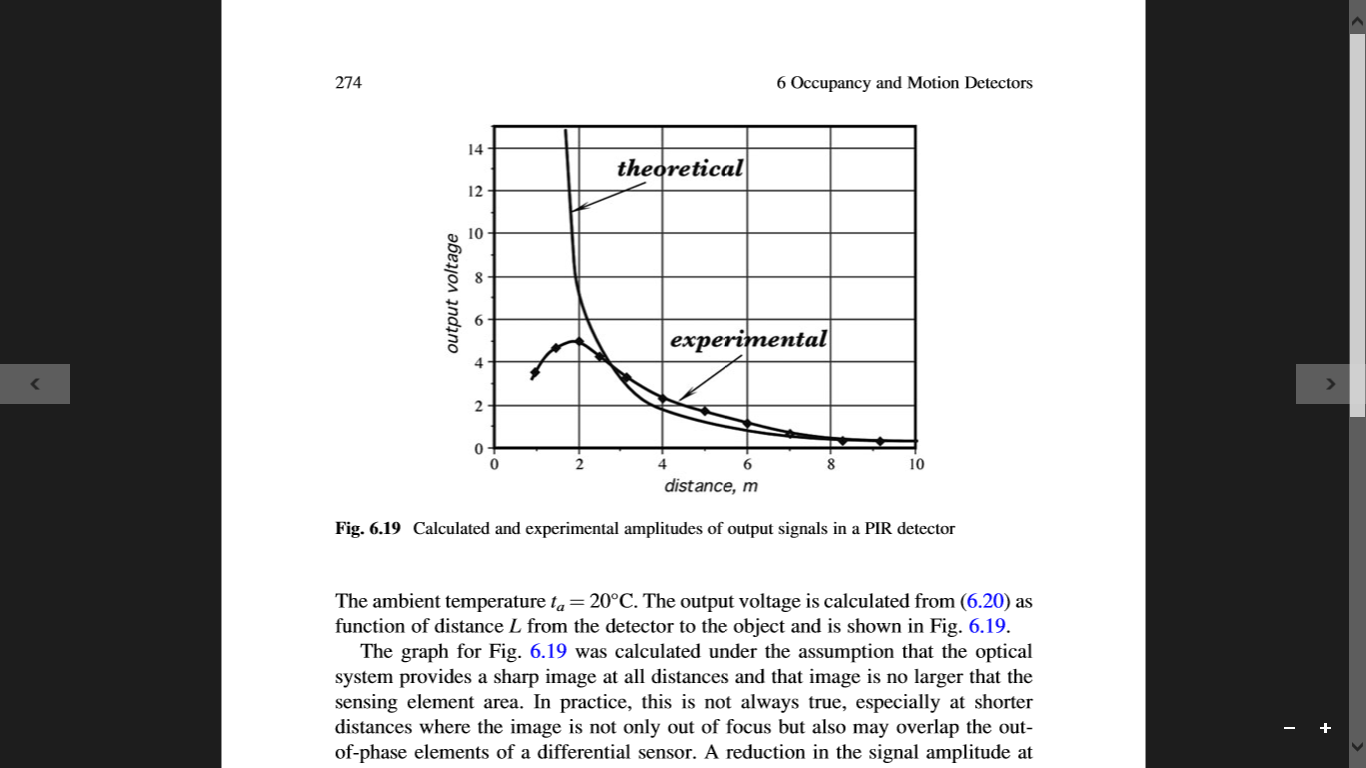 274 6 Occupancy and Motion Detectors
14
theoretical
12
10
8
output voltage
6
experimental
4
2
0
0 2 4 6 8 10
distance, m
Fig. 6.19 Calculated and experimental amplitudes of output signals in a PIR detector
The ambient temperature tₐ = 20°C. The output voltage is calculated from (6.20) as
function of distance L from the detector to the object and is shown in Fig. 6.19.
The graph for Fig. 6.19 was calculated under the assumption that the optical
system provides a sharp image at all distances and that image is no larger that the
sensing element area. In practice, this is not always true, especially at shorter
distances where the image is not only out of focus but also may overlap the out-
of-phase elements of a differential sensor. A reduction in the signal amplitude at